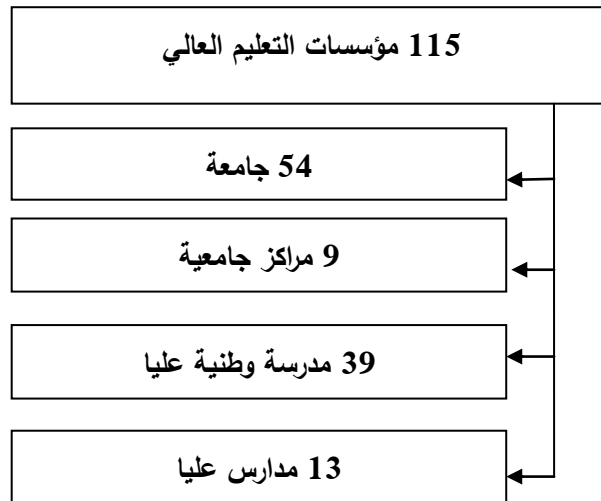 115 مؤسسات التعليم العالي
54 جامعة
9 مراكز جامعية
39 مدرسة وطنية عليا
13 مدارس عليا